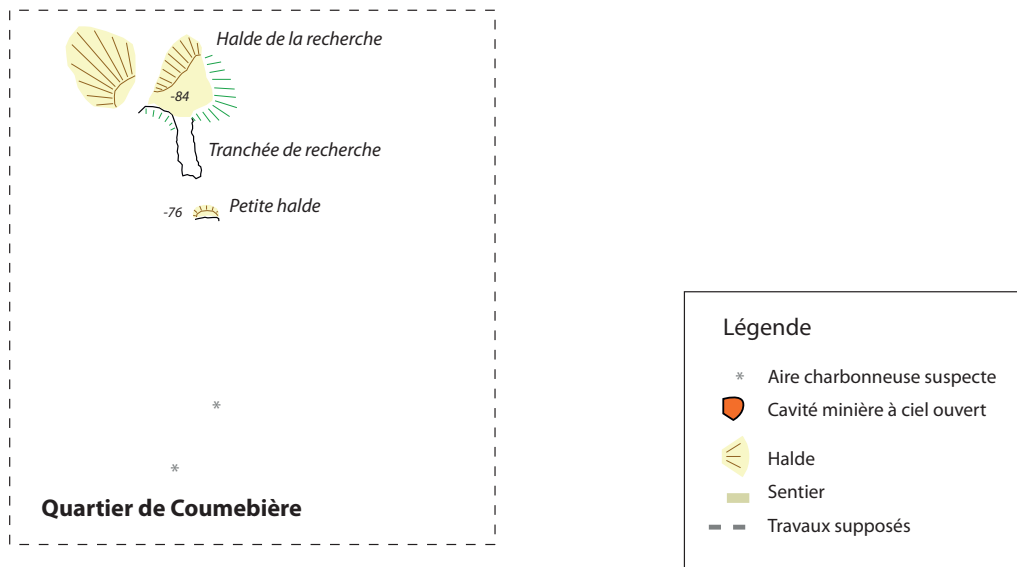 Halde de la recherche
-84
Tranchée de recherche
-76
Petite halde
*
*
Quartier de Coumebière
Légende
* Aire charbonneuse suspecte
Cavité minière à ciel ouvert
Halde
Sentier
Travaux supposés